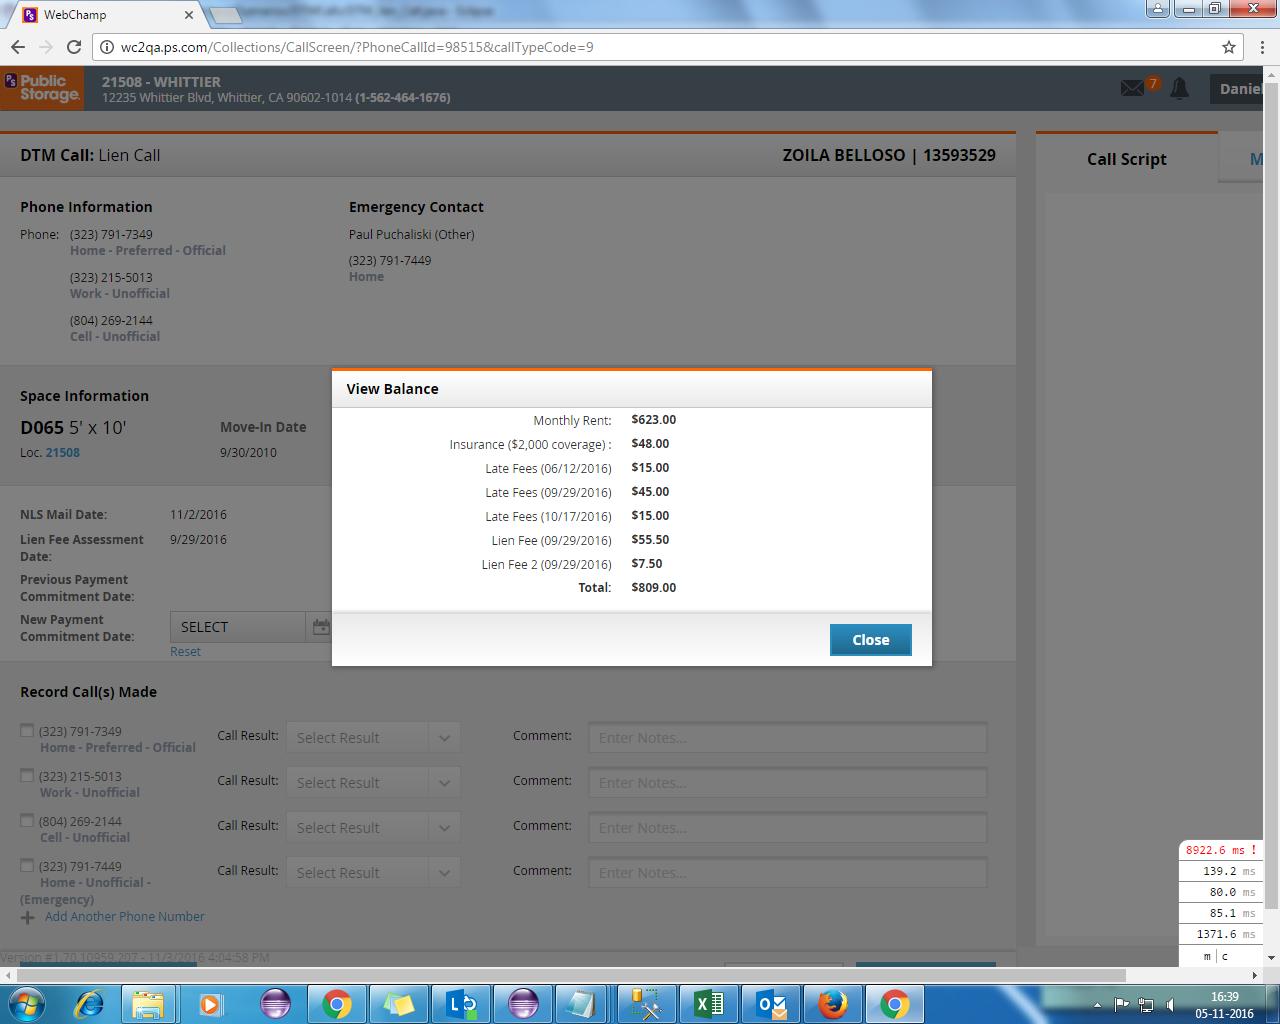 WebChamp
wc2qa.ps.com/Collections/CallScreen/?PhoneCallId=98515&callTypeCode=9
PS Public Storage.
21508 - WHITTIER
12235 Whittier Blvd, Whittier, CA 90602-1014 (1-562-464-1676)
7
Daniel
DTM Call: Lien Call
ZOILA BELLOSO | 13593529
Call Script
M
Phone Information
Emergency Contact
Phone: (323) 791-7349
Home - Preferred - Official
(323) 215-5013
Work - Unofficial
(804) 269-2144
Cell - Unofficial
Paul Puchaliski (Other)
(323) 791-7449
Home
Space Information
D065 5' x 10'
Loc. 21508
Move-In Date
9/30/2010
NLS Mail Date: 11/2/2016
Lien Fee Assessment Date: 9/29/2016
Previous Payment Commitment Date:
New Payment Commitment Date: SELECT
Reset
View Balance
Monthly Rent: $623.00
Insurance ($2,000 coverage) : $48.00
Late Fees (06/12/2016) $15.00
Late Fees (09/29/2016) $45.00
Late Fees (10/17/2016) $15.00
Lien Fee (09/29/2016) $55.50
Lien Fee 2 (09/29/2016) $7.50
Total: $809.00
Close
Record Call(s) Made
(323) 791-7349 Call Result: Select Result Comment: Enter Notes...
Home - Preferred - Official
(323) 215-5013 Call Result: Select Result Comment: Enter Notes...
Work - Unofficial
(804) 269-2144 Call Result: Select Result Comment: Enter Notes...
Cell - Unofficial
(323) 791-7449 Call Result: Select Result Comment: Enter Notes...
Home - Unofficial -
(Emergency)
Add Another Phone Number
Version #1.70.10959.207 - 11/3/2016 4:04:58 PM
8922.6 ms !
139.2 ms
80.0 ms
85.1 ms
1371.6 ms
m | c
16:39
05-11-2016